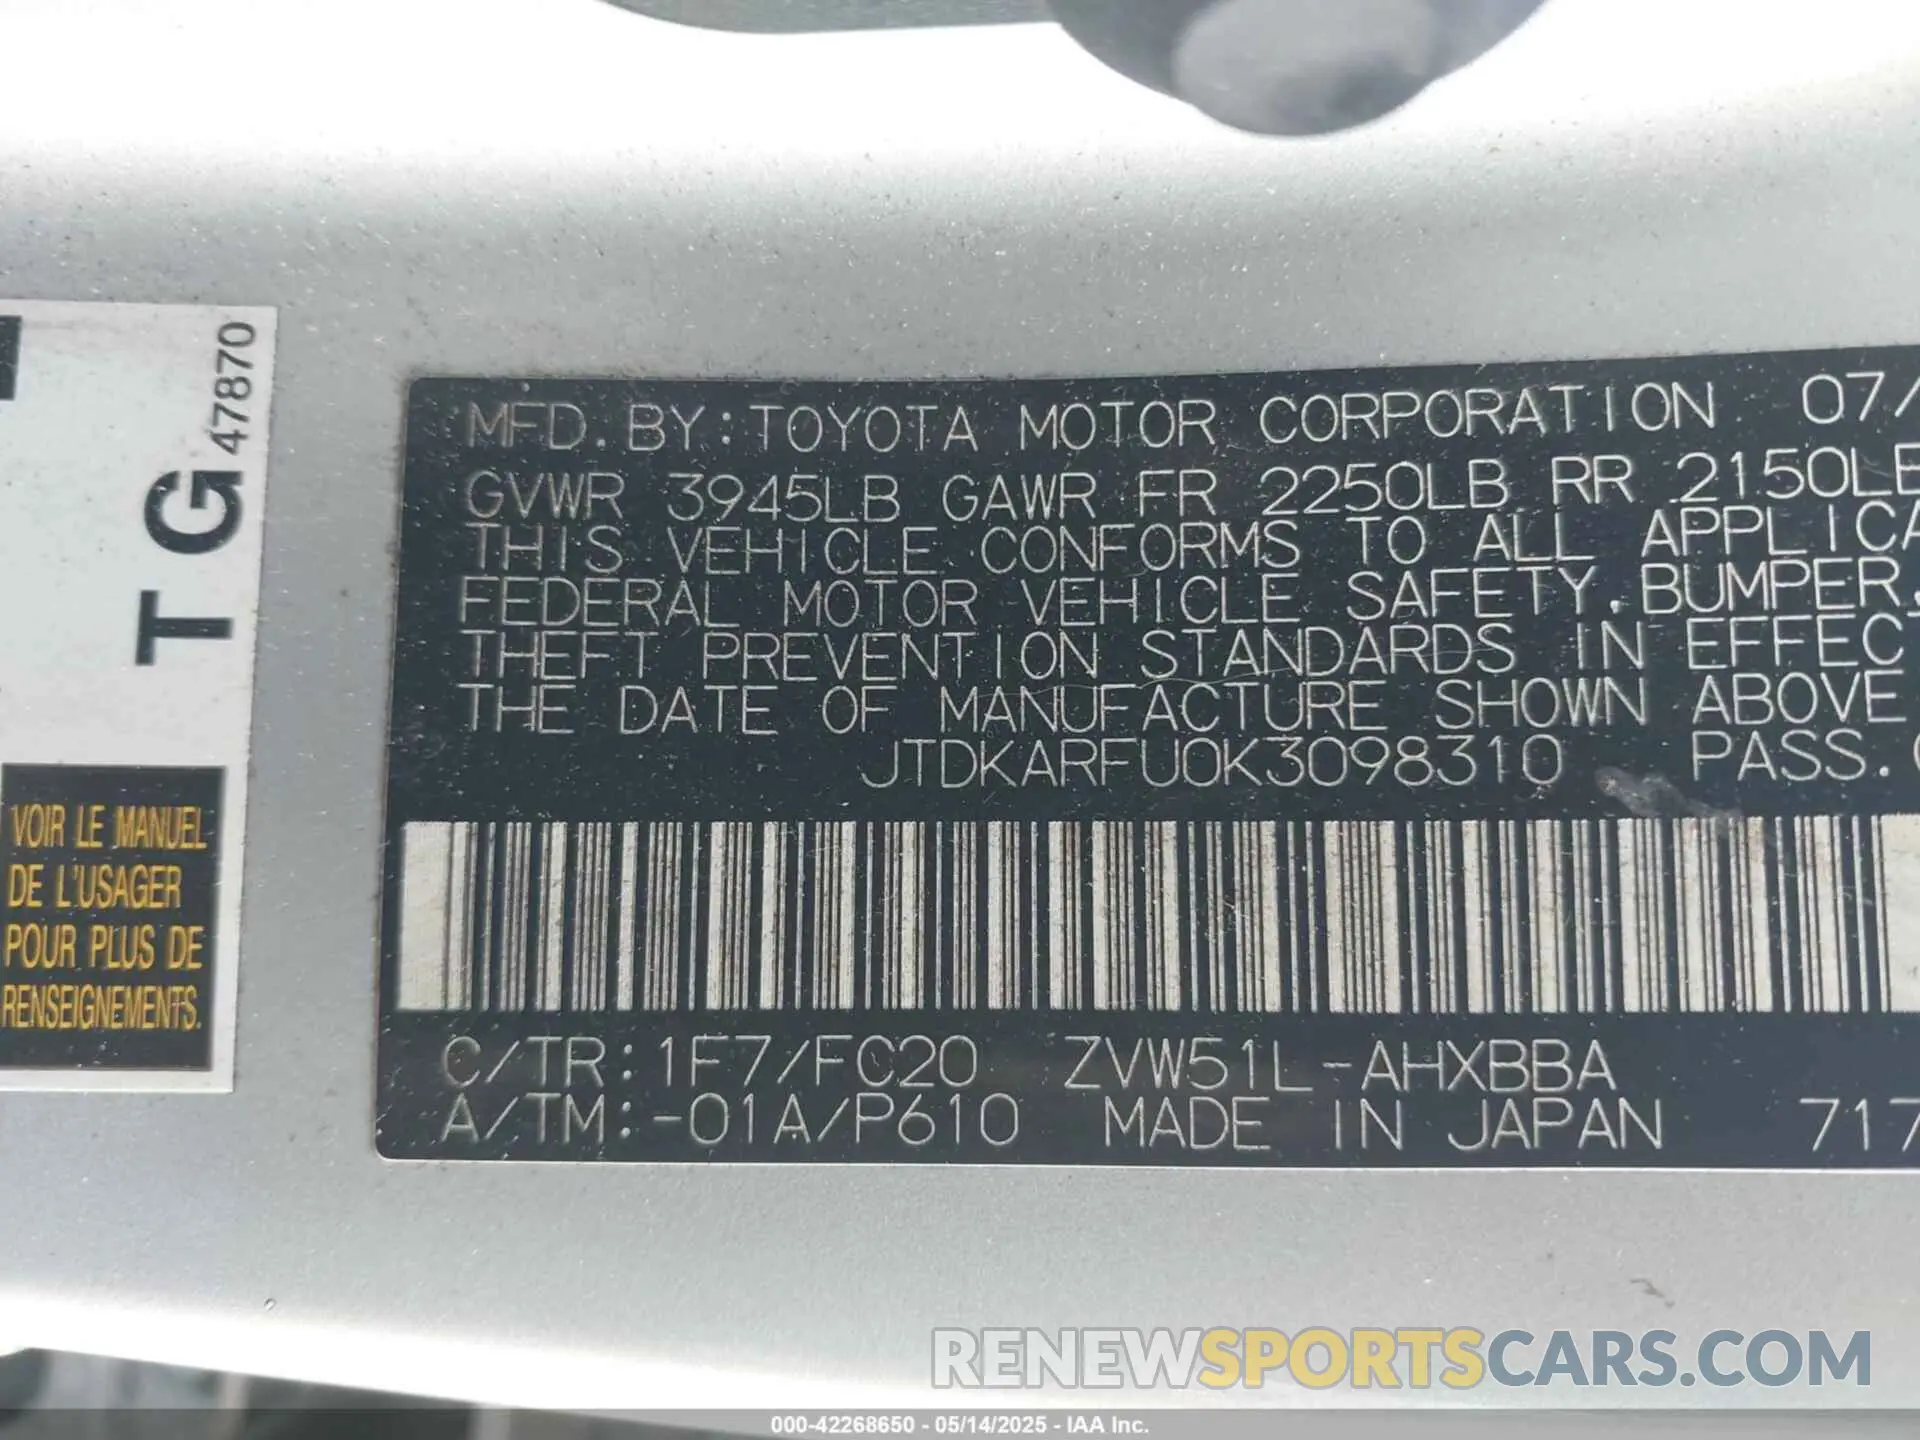 MFD. BY: TOYOTA MOTOR CORPORATION 07/
GVWR 3945LB GAWR FR 2250LB RR 2150LB
THIS VEHICLE CONFORMS TO ALL APPLICA
FEDERAL MOTOR VEHICLE SAFETY, BUMPER,
THEFT PREVENTION STANDARDS IN EFFECT
THE DATE OF MANUFACTURE SHOWN ABOVE
JTDKARFU0K3098310 PASS.
C/TR: 1F7/FC20 ZVW51L-AHXBBA
A/TM: -01A/P610 MADE IN JAPAN 717
T G 47870
VOIR LE MANUEL
DE L'USAGER
POUR PLUS DE
RENSEIGNEMENTS.
RENEWSPORTSCARS.COM
000-42268650 - 05/14/2025 - IAA Inc.